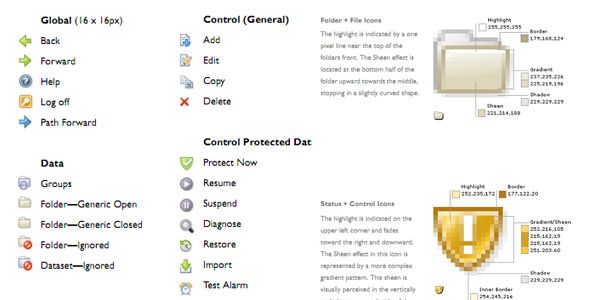 Global (16 x 16px)
Back
Forward
Help
Log off
Path Forward
Data
Groups
Folder—Generic Open
Folder—Generic Closed
Folder—Ignored
Dataset—Ignored
Control (General)
Add
Edit
Copy
Delete
Control Protected Dat
Protect Now
Resume
Suspend
Diagnose
Restore
Import
Test Alarm
Folder + File Icons
The highlight is indicated by a one
pixel line near the top of the
folders front. The Sheen effect is
located at the bottom half of the
folder upward towards the middle,
stopping in a slightly curved shape.
Highlight
255,255,255
Border
179,168,124
Gradient
237,235,226
225,219,196
Shadow
229,229,229
Sheen
221,214,188
Status + Control Icons
The highlight is indicated on the
upper left corner and fades
toward the right and downward.
The Sheen effect in this icon is
represented by a more complex
gradient pattern. This sheen is
visually perceived in the vertically
Highlight
252,235,172
Border
177,122,20
Gradient/Sheen
252,216,105
215,162,19
215,162,19
251,203,60
Shadow
229,229,229
Inner Border
254,245,216